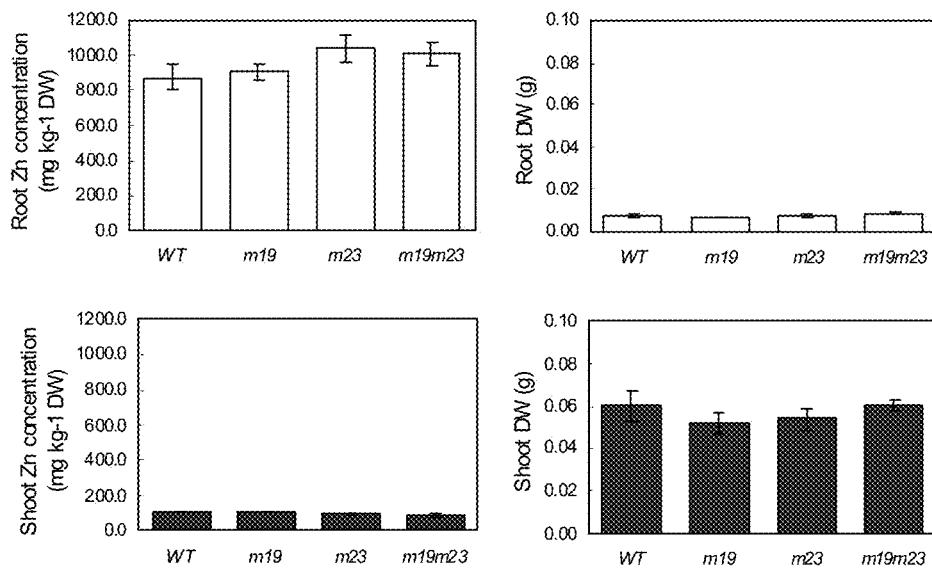 Root Zn concentration
(mg kg-1 DW)
1200.0
1000.0
800.0
600.0
400.0
200.0
0.0
WT m19 m23 m19m23
Root DW (g)
0.10
0.08
0.06
0.04
0.02
0.00
WT m19 m23 m19m23
Shoot Zn concentration
(mg kg-1 DW)
1200.0
1000.0
800.0
600.0
400.0
200.0
0.0
WT m19 m23 m19m23
Shoot DW (g)
0.10
0.08
0.06
0.04
0.02
0.00
WT m19 m23 m19m23